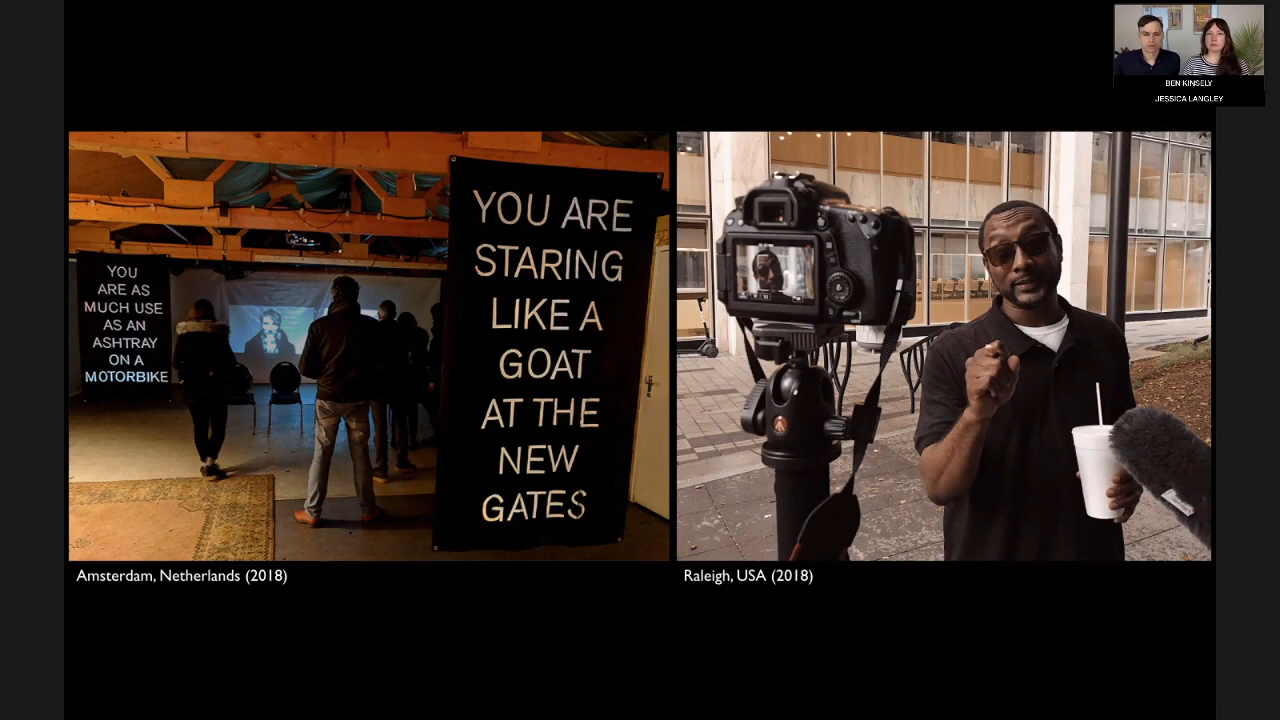 BEN KINSELY
JESSICA LANGLEY
YOU
ARE AS
MUCH USE
AS AN
ASHTRAY
ON A
MOTORBIKE
YOU ARE
STARING
LIKE A
GOAT
AT THE
NEW
GATES
Amsterdam, Netherlands (2018)
Raleigh, USA (2018)